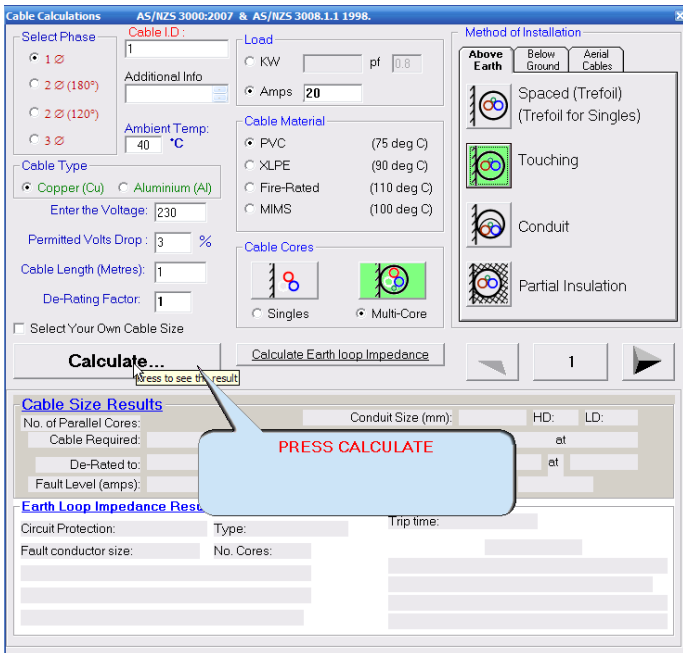 Cable Calculations AS/NZS 3000:2007 & AS/NZS 3008.1.1 1998.
Select Phase
1 Ø
2 Ø (180°)
2 Ø (120°)
3 Ø
Cable I.D :
1
Additional Info
Ambient Temp:
40 °C
Load
KW pf 0.8
Amps 20
Cable Material
PVC (75 deg C)
XLPE (90 deg C)
Fire-Rated (110 deg C)
MIMS (100 deg C)
Method of Installation
Above Earth
Below Ground
Aerial Cables
Spaced (Trefoil)
(Trefoil for Singles)
Touching
Conduit
Partial Insulation
Cable Type
Copper (Cu) Aluminium (Al)
Enter the Voltage: 230
Permitted Volts Drop : 3 %
Cable Length (Metres): 1
De-Rating Factor: 1
Select Your Own Cable Size
Cable Cores
Singles Multi-Core
Calculate...
Press to see the result
Calculate Earth loop Impedance
1
PRESS CALCULATE
Cable Size Results
No. of Parallel Cores: Conduit Size (mm): HD: LD:
Cable Required: at
De-Rated to: at
Fault Level (amps):
Earth Loop Impedance
Circuit Protection: Type: Trip time:
Fault conductor size: No. Cores: